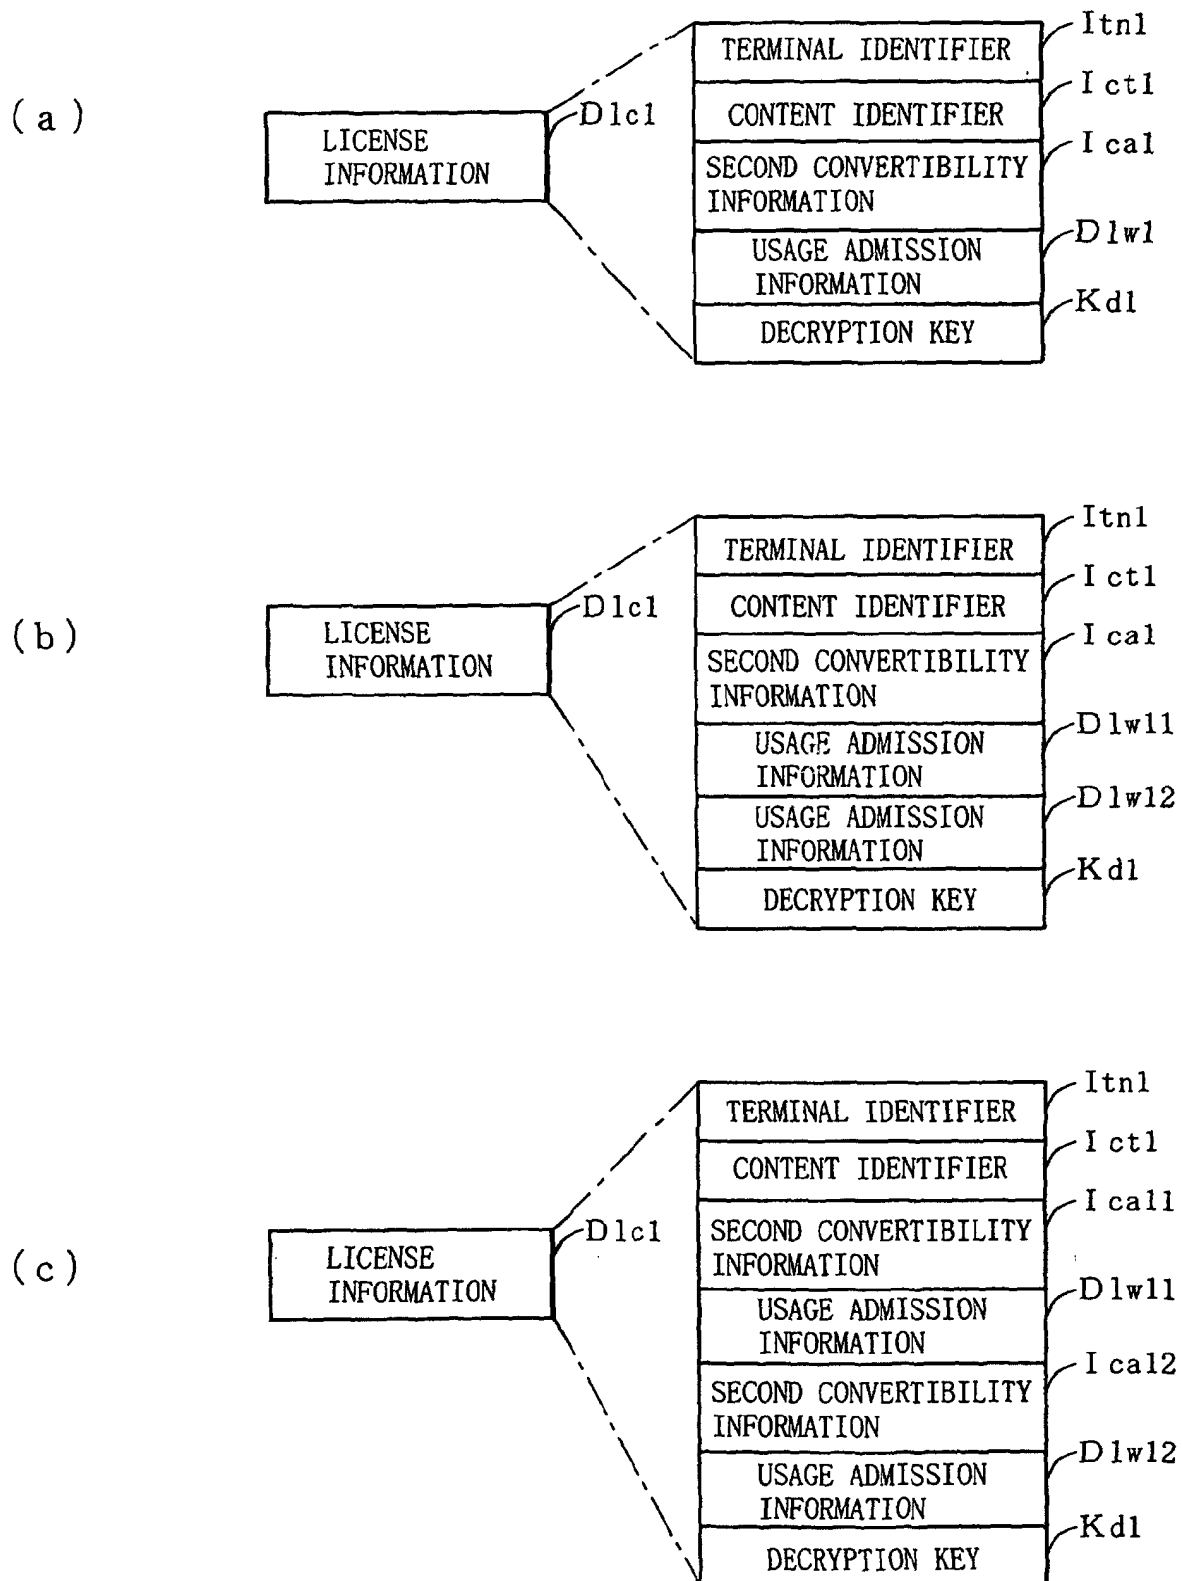 (a)
LICENSE
INFORMATION
Dlc1
TERMINAL IDENTIFIER
Itn1
CONTENT IDENTIFIER
Ict1
SECOND CONVERTIBILITY
INFORMATION
Ica1
USAGE ADMISSION
INFORMATION
Dlw1
DECRYPTION KEY
Kd1
(b)
LICENSE
INFORMATION
Dlc1
TERMINAL IDENTIFIER
Itn1
CONTENT IDENTIFIER
Ict1
SECOND CONVERTIBILITY
INFORMATION
Ica1
USAGE ADMISSION
INFORMATION
Dlw11
USAGE ADMISSION
INFORMATION
Dlw12
DECRYPTION KEY
Kd1
(c)
LICENSE
INFORMATION
Dlc1
TERMINAL IDENTIFIER
Itn1
CONTENT IDENTIFIER
Ict1
SECOND CONVERTIBILITY
INFORMATION
Ica11
USAGE ADMISSION
INFORMATION
Dlw11
SECOND CONVERTIBILITY
INFORMATION
Ica12
USAGE ADMISSION
INFORMATION
Dlw12
DECRYPTION KEY
Kd1